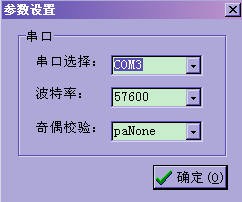 参数设置
串口
串口选择： COM3
波特率： 57600
奇偶校验： paNone
确定(O)